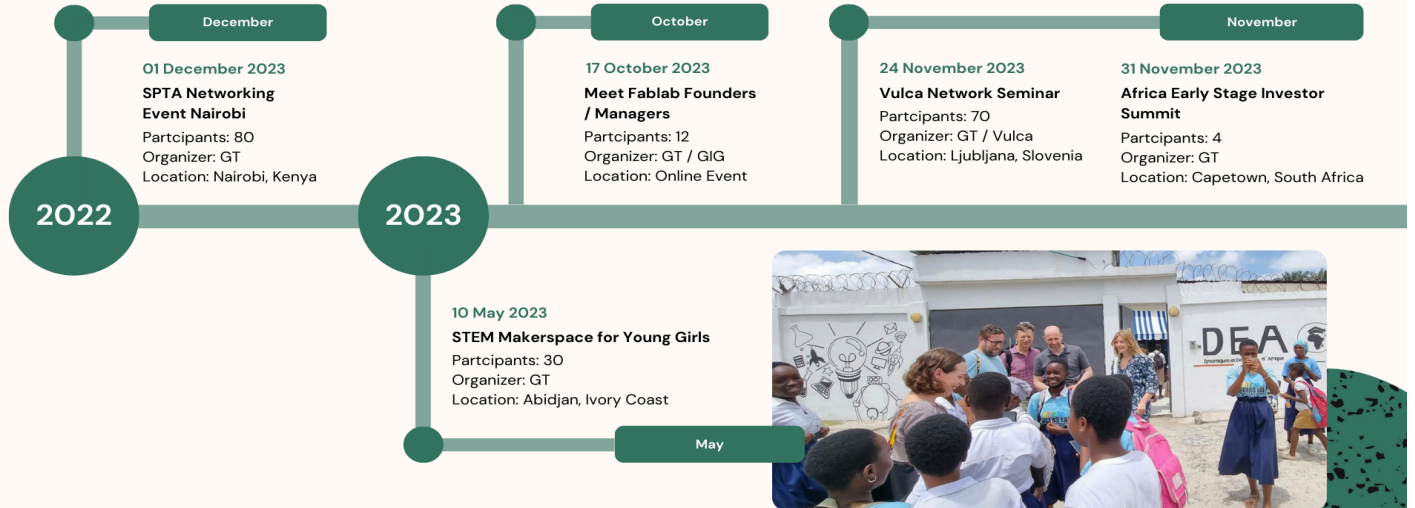 December
01 December 2023
SPTA Networking
Event Nairobi
Partcipants: 80
Organizer: GT
Location: Nairobi, Kenya
October
17 October 2023
Meet Fablab Founders
/ Managers
Partcipants: 12
Organizer: GT / GIG
Location: Online Event
November
24 November 2023
Vulca Network Seminar
Partcipants: 70
Organizer: GT / Vulca
Location: Ljubljana, Slovenia
31 November 2023
Africa Early Stage Investor
Summit
Partcipants: 4
Organizer: GT
Location: Capetown, South Africa
2022
2023
10 May 2023
STEM Makerspace for Young Girls
Partcipants: 30
Organizer: GT
Location: Abidjan, Ivory Coast
May
DEA